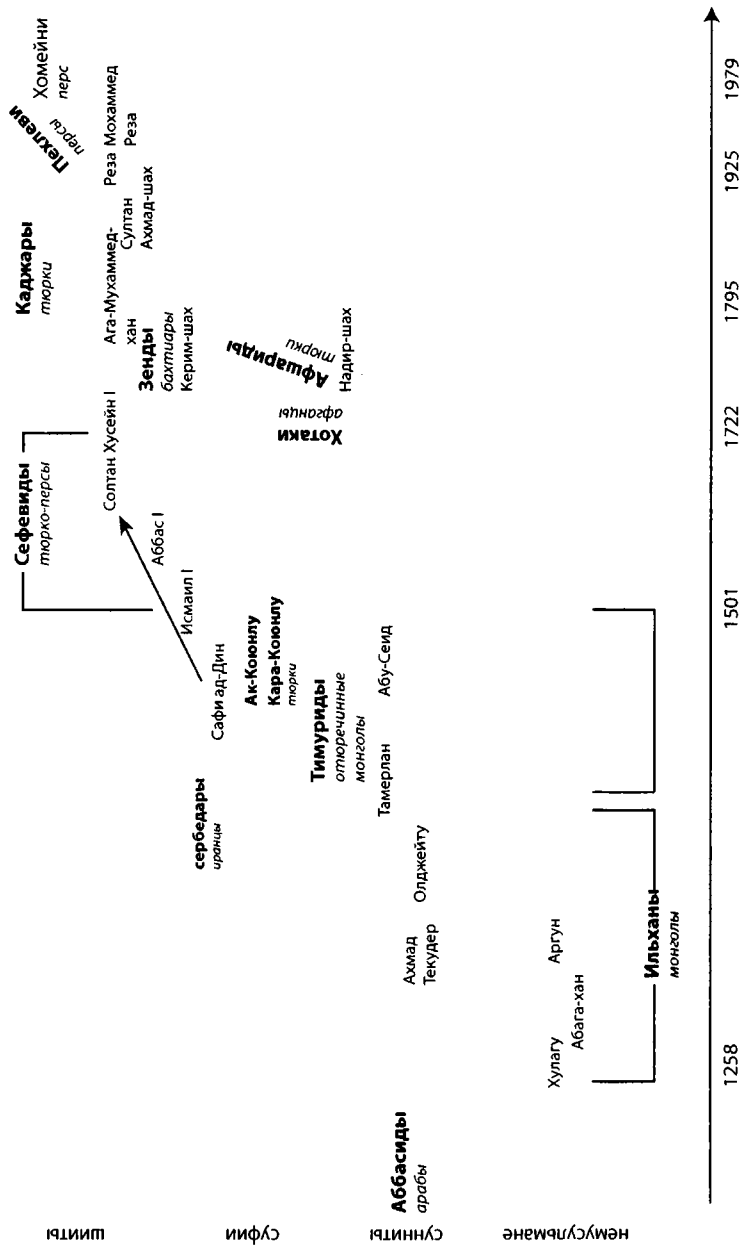 шииты
суфии
сунниты
немусульмане
Аббасиды
арабы
Хулагу
Абага-хан
Аргун
Ильханы
монголы
Ахмад
Текудер
Олджейту
сербедары
иранцы
Тамерлан
Тимуриды
отюреченные
монголы
Абу-Сеид
Сафи ад-Дин
Ак-Коюнлу
Кара-Коюнлу
тюрки
Исмаил I
Аббас I
Сефевиды
тюрко-персы
Солтан Хусейн I
Хотаки
афганцы
Афшариды
тюрки
Надир-шах
Зенды
бахтиары
Керим-шах
Каджары
тюрки
Ага-Мухаммед-
хан
Султан
Ахмад-шах
Пехлеви
персы
Реза
Мохаммед
Реза
Хомейни
перс
1258
1501
1722
1795
1925
1979